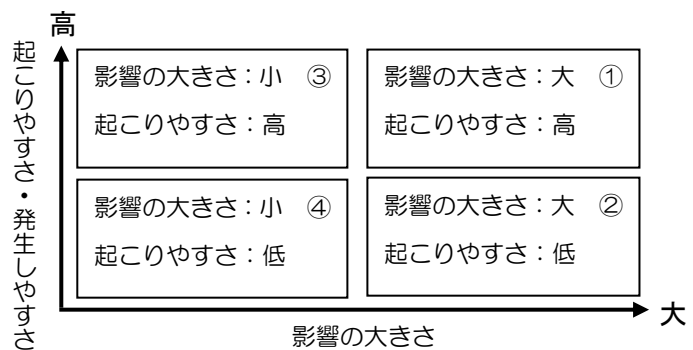 高
起こりやすさ・発生しやすさ
影響の大きさ：小　③
起こりやすさ：高
影響の大きさ：大　①
起こりやすさ：高
影響の大きさ：小　④
起こりやすさ：低
影響の大きさ：大　②
起こりやすさ：低
大
影響の大きさ